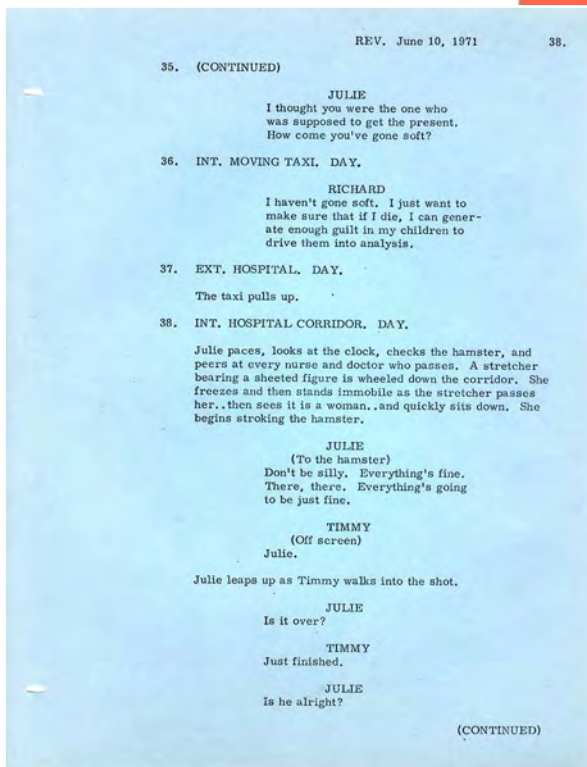 REV. June 10, 1971 38.
35. (CONTINUED)
JULIE
I thought you were the one who
was supposed to get the present.
How come you've gone soft?
36. INT. MOVING TAXI. DAY.
RICHARD
I haven't gone soft. I just want to
make sure that if I die, I can gener-
ate enough guilt in my children to
drive them into analysis.
37. EXT. HOSPITAL. DAY.
The taxi pulls up.
38. INT. HOSPITAL CORRIDOR. DAY.
Julie paces, looks at the clock, checks the hamster, and
peers at every nurse and doctor who passes. A stretcher
bearing a sheeted figure is wheeled down the corridor. She
freezes and then stands immobile as the stretcher passes
her..then sees it is a woman..and quickly sits down. She
begins stroking the hamster.
JULIE
(To the hamster)
Don't be silly. Everything's fine.
There, there. Everything's going
to be just fine.
TIMMY
(Off screen)
Julie.
Julie leaps up as Timmy walks into the shot.
JULIE
Is it over?
TIMMY
Just finished.
JULIE
Is he alright?
(CONTINUED)